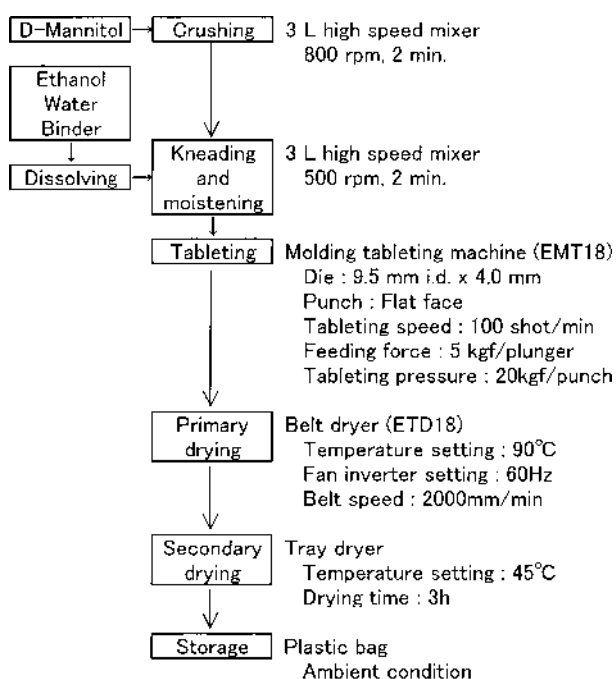 D-Mannitol
Crushing
3 L high speed mixer
800 rpm, 2 min.
Ethanol
Water
Binder
Dissolving
Kneading
and
moistening
3 L high speed mixer
500 rpm, 2 min.
Tableting
Molding tableting machine (EMT18)
Die : 9.5 mm i.d. x 4.0 mm
Punch : Flat face
Tableting speed : 100 shot/min
Feeding force : 5 kgf/plunger
Tableting pressure : 20kgf/punch
Primary
drying
Belt dryer (ETD18)
Temperature setting : 90℃
Fan inverter setting : 60Hz
Belt speed : 2000mm/min
Secondary
drying
Tray dryer
Temperature setting : 45℃
Drying time : 3h
Storage
Plastic bag
Ambient condition